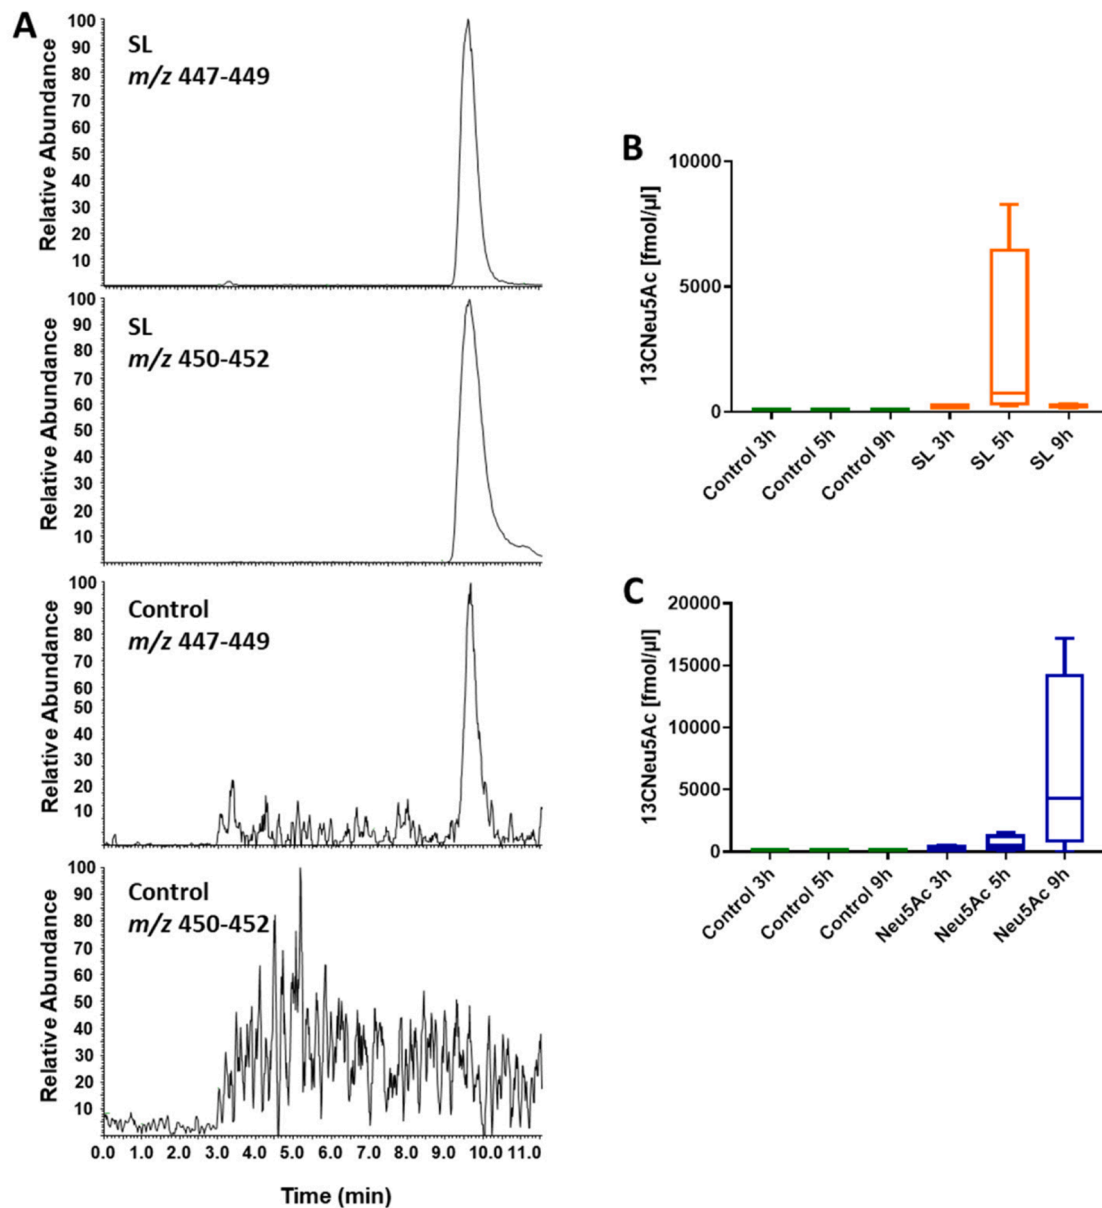 A
SL
m/z 447-449
Relative Abundance
100
90
80
70
60
50
40
30
20
10
SL
m/z 450-452
Relative Abundance
100
90
80
70
60
50
40
30
20
10
Control
m/z 447-449
Relative Abundance
100
90
80
70
60
50
40
30
20
10
Control
m/z 450-452
Relative Abundance
100
90
80
70
60
50
40
30
20
10
0.0 1.0 2.0 3.0 4.0 5.0 6.0 7.0 8.0 9.0 10.0 11.0
Time (min)
B
13CNeu5Ac [fmol/µl]
10000
5000
0
Control 3h
Control 5h
Control 9h
SL 3h
SL 5h
SL 9h
C
13CNeu5Ac [fmol/µl]
20000
15000
10000
5000
0
Control 3h
Control 5h
Control 9h
Neu5Ac 3h
Neu5Ac 5h
Neu5Ac 9h